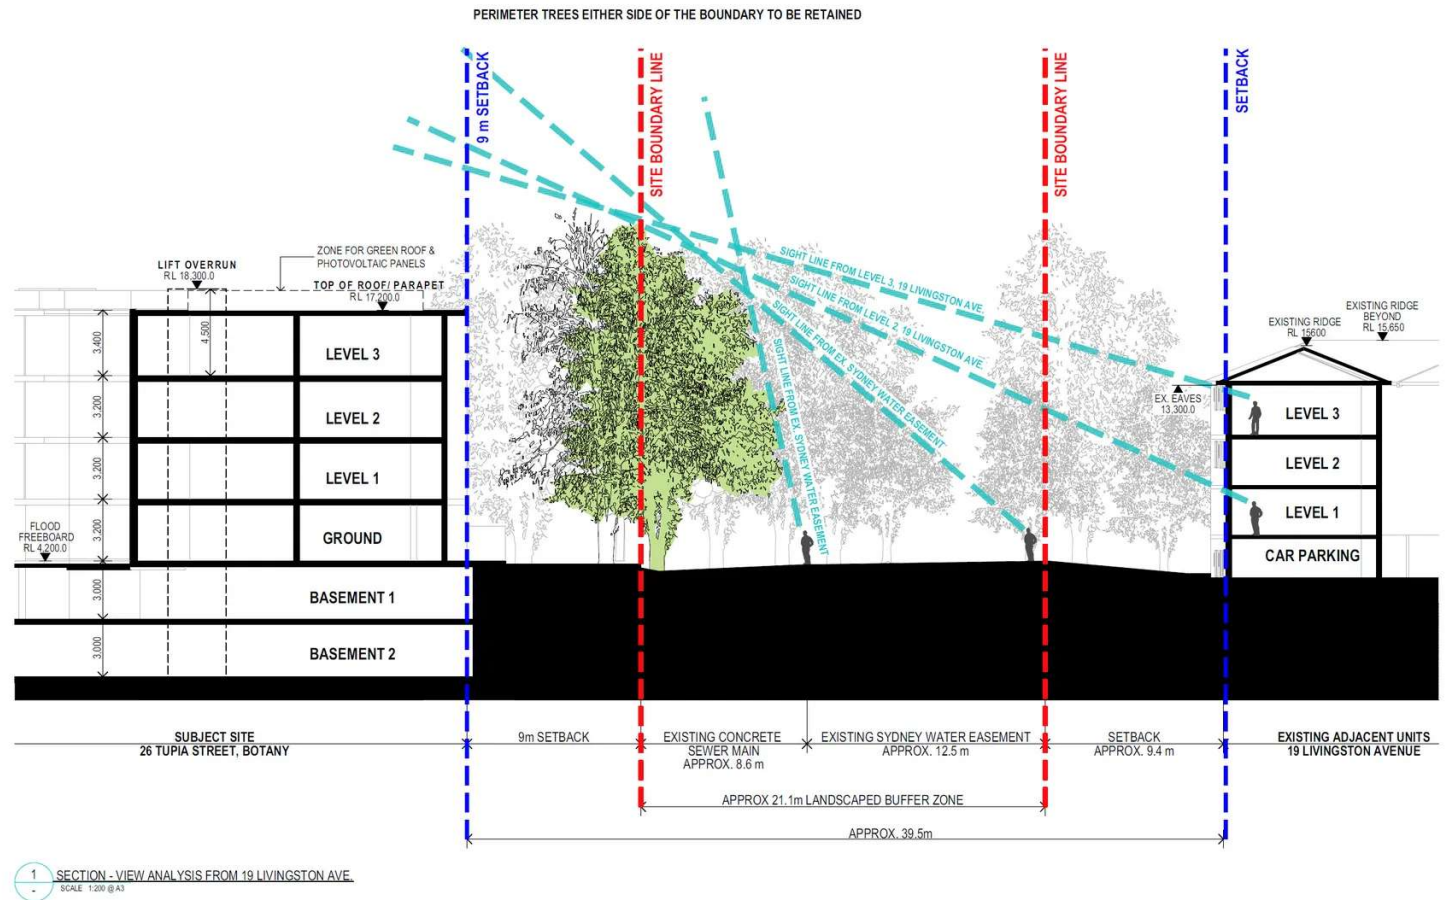 PERIMETER TREES EITHER SIDE OF THE BOUNDARY TO BE RETAINED
9 m SETBACK
SITE BOUNDARY LINE
SITE BOUNDARY LINE
SETBACK
ZONE FOR GREEN ROOF &
PHOTOVOLTAIC PANELS
LIFT OVERRUN
RL 18,300.0
TOP OF ROOF/ PARAPET
RL 17,200.0
SIGHT LINE FROM LEVEL 3, 19 LIVINGSTON AVE.
SIGHT LINE FROM LEVEL 2, 19 LIVINGSTON AVE.
SIGHT LINE FROM EX. SYDNEY WATER EASEMENT
SIGHT LINE FROM EX. SYDNEY WATER EASEMENT
EXISTING RIDGE
BEYOND
RL 15,650
EXISTING RIDGE
RL 15600
EX. EAVES
13,300.0
3,400
4,500
LEVEL 3
3,200
LEVEL 2
3,200
LEVEL 1
3,200
GROUND
LEVEL 3
LEVEL 2
LEVEL 1
CAR PARKING
FLOOD
FREEBOARD
RL 4,200.0
3,000
BASEMENT 1
3,000
BASEMENT 2
SUBJECT SITE
26 TUPIA STREET, BOTANY
9m SETBACK
EXISTING CONCRETE
SEWER MAIN
APPROX. 8.6 m
EXISTING SYDNEY WATER EASEMENT
APPROX. 12.5 m
SETBACK
APPROX. 9.4 m
EXISTING ADJACENT UNITS
19 LIVINGSTON AVENUE
APPROX 21.1m LANDSCAPED BUFFER ZONE
APPROX. 39.5m
1
-
SECTION - VIEW ANALYSIS FROM 19 LIVINGSTON AVE.
SCALE 1:200 @ A3